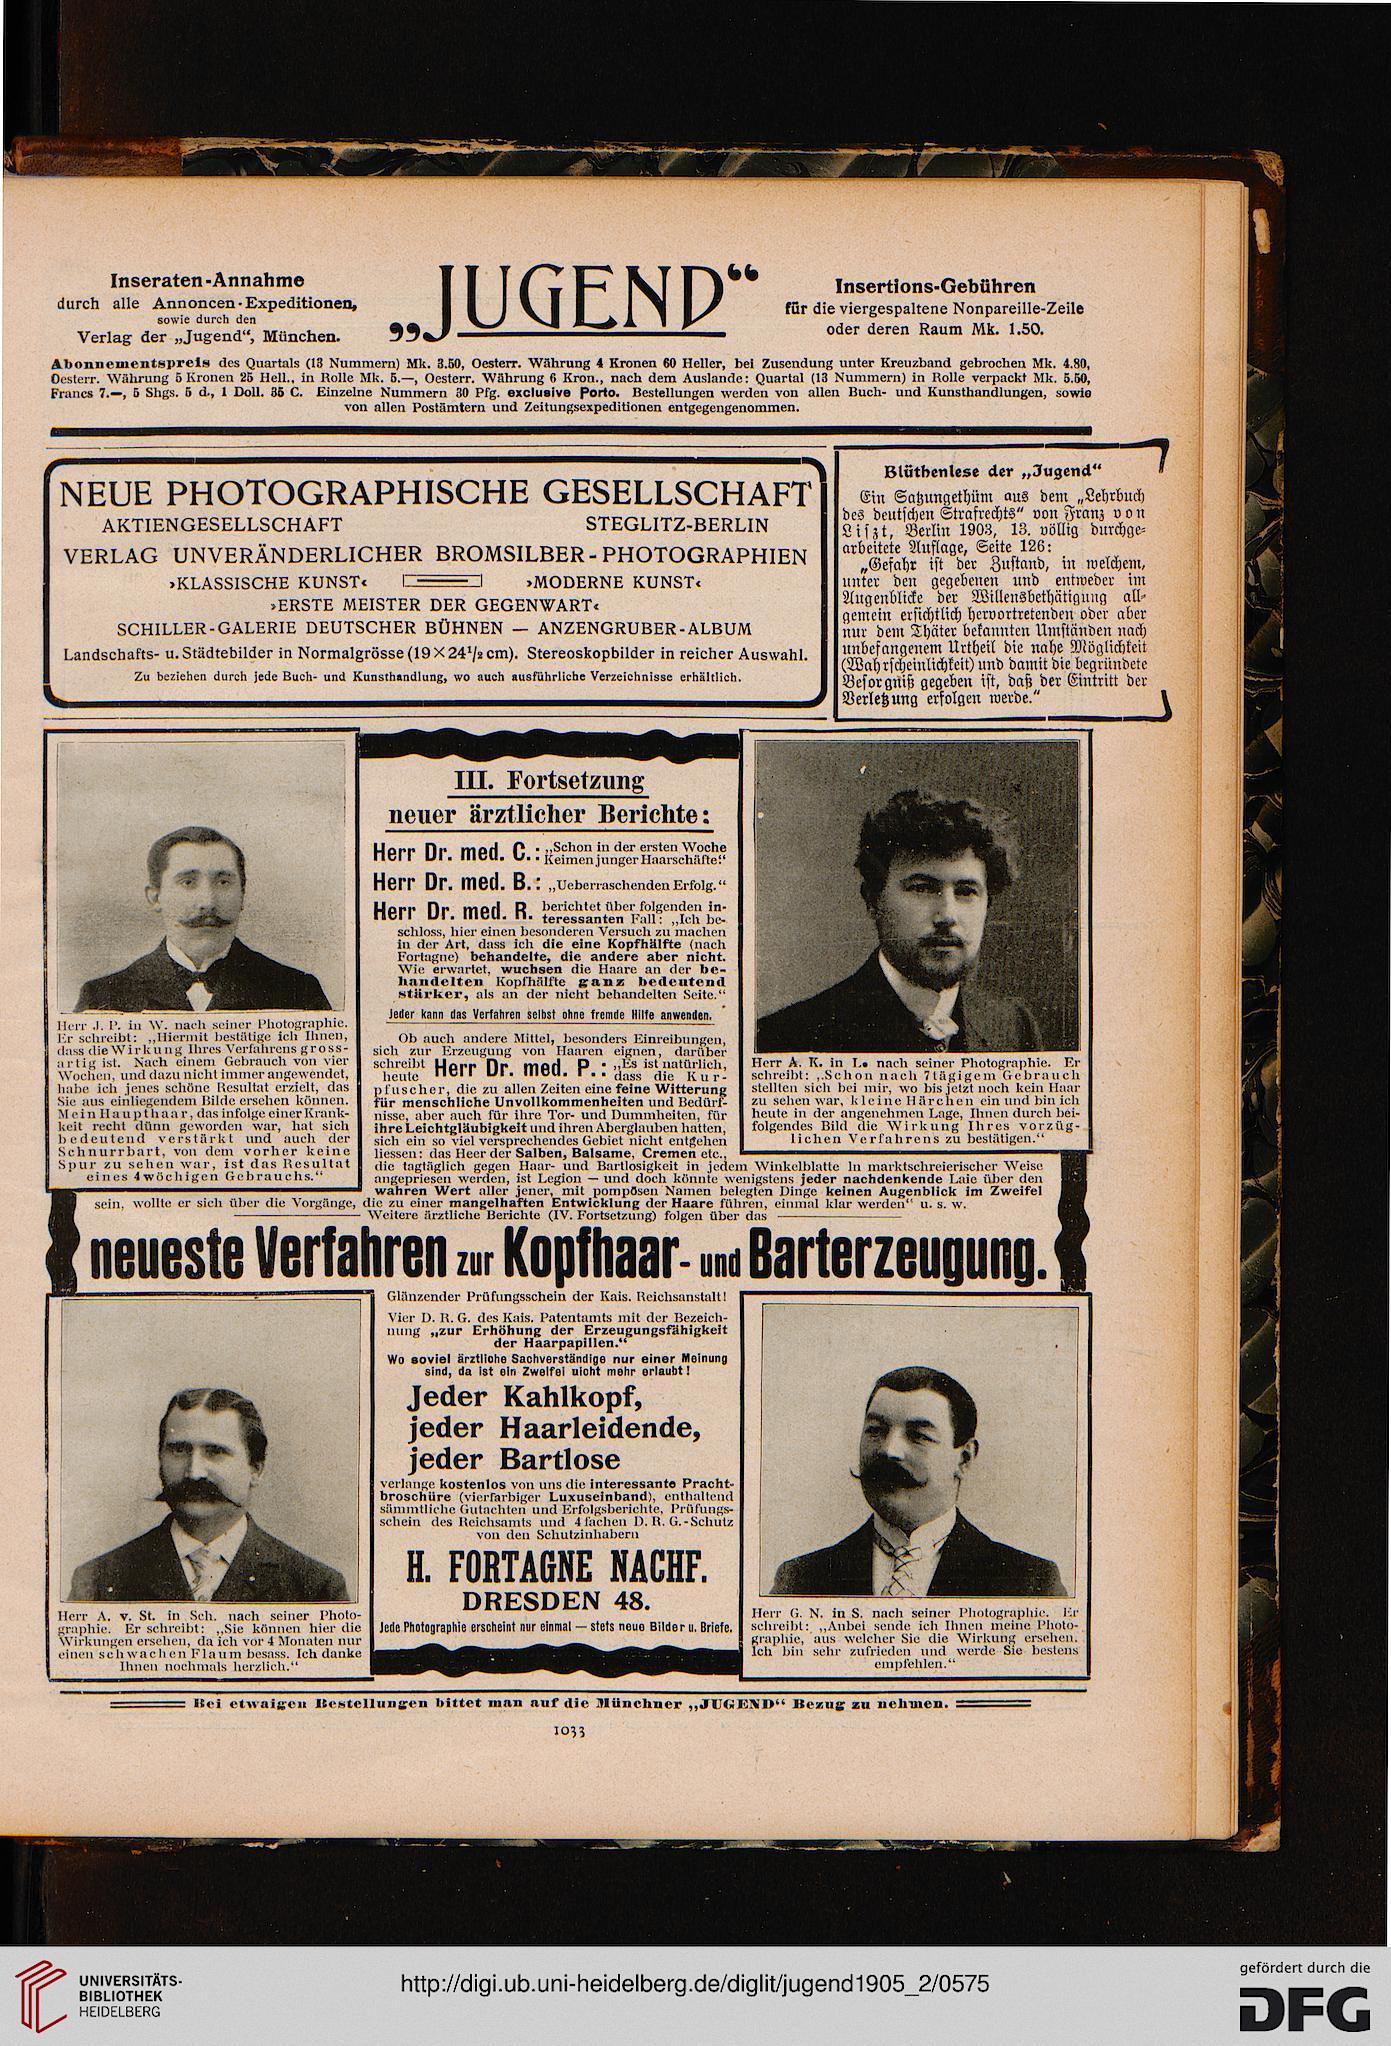 Inseraten-Annahme
durch alle Annoncen-Expeditionen,
sowie durch den
Verlag der „Jugend“, München.
„JUGEND“
Insertions-Gebühren
für die viergespaltene Nonpareille-Zeile
oder deren Raum Mk. 1.50.
Abonnementspreis des Quartals (13 Nummern) Mk. 3.50, Oesterr. Währung 4 Kronen 60 Heller, bei Zusendung unter Kreuzband gebrochen Mk. 4.80,
Oesterr. Währung 5 Kronen 25 Hell., in Rolle Mk. 5.—, Oesterr. Währung 6 Kron., nach dem Auslande: Quartal (13 Nummern) in Rolle verpackt Mk. 5.50,
Francs 7.—, 5 Shgs. 5 d., 1 Doll. 35 C. Einzelne Nummern 30 Pfg. exclusive Porto. Bestellungen werden von allen Buch- und Kunsthandlungen, sowie
von allen Postämtern und Zeitungsexpeditionen entgegengenommen.
NEUE PHOTOGRAPHISCHE GESELLSCHAFT
AKTIENGESELLSCHAFT STEGLITZ-BERLIN
VERLAG UNVERÄNDERLICHER BROMSILBER-PHOTOGRAPHIEN
›KLASSISCHE KUNST‹ ›MODERNE KUNST‹
›ERSTE MEISTER DER GEGENWART‹
SCHILLER-GALERIE DEUTSCHER BÜHNEN — ANZENGRUBER-ALBUM
Landschafts- u. Städtebilder in Normalgrösse (19×24½ cm). Stereoskopbilder in reicher Auswahl.
Zu beziehen durch jede Buch- und Kunsthandlung, wo auch ausführliche Verzeichnisse erhältlich.
Blüthenlese der „Jugend“
Ein Satzungethüm aus dem „Lehrbuch
des deutschen Strafrechts“ von Franz von
Liszt, Berlin 1903, 13. völlig durchge-
arbeitete Auflage, Seite 126:
„Gefahr ist der Zustand, in welchem,
unter den gegebenen und entweder im
Augenblicke der Willensbethätigung all-
gemein ersichtlich hervortretenden oder aber
nur dem Thäter bekannten Umständen nach
unbefangenem Urtheil die nahe Möglichkeit
(Wahrscheinlichkeit) und damit die begründete
Besorgniß gegeben ist, daß der Eintritt der
Verletzung erfolgen werde.“
Herr J. P. in W. nach seiner Photographie.
Er schreibt: „Hiermit bestätige ich Ihnen,
dass die Wirkung Ihres Verfahrens gross-
artig ist. Nach einem Gebrauch von vier
Wochen, und dazu nicht immer angewendet,
habe ich jenes schöne Resultat erzielt, das
Sie aus einliegendem Bilde ersehen können.
Mein Haupthaar, das infolge einer Krank-
keit recht dünn geworden war, hat sich
bedeutend verstärkt und auch der
Schnurrbart, von dem vorher keine
Spur zu sehen war, ist das Resultat
eines 4wöchigen Gebrauchs.“
III. Fortsetzung
neuer ärztlicher Berichte:
Herr Dr. med. C.: „Schon in der ersten Woche
Keimen junger Haarschäfte.“
Herr Dr. med. B.: „Ueberraschenden Erfolg.“
Herr Dr. med. R. berichtet über folgenden in-
teressanten Fall: „Ich be-
schloss, hier einen besonderen Versuch zu machen
in der Art, dass ich die eine Kopfhälfte (nach
Fortagne) behandelte, die andere aber nicht.
Wie erwartet, wuchsen die Haare an der be-
handelten Kopfhälfte ganz bedeutend
stärker, als an der nicht behandelten Seite.“
Jeder kann das Verfahren selbst ohne fremde Hilfe anwenden.
Ob auch andere Mittel, besonders Einreibungen,
sich zur Erzeugung von Haaren eignen, darüber
schreibt heute Herr Dr. med. P.: „Es ist natürlich,
dass die Kur-
pfuscher, die zu allen Zeiten eine feine Witterung
für menschliche Unvollkommenheiten und Bedürf-
nisse, aber auch für ihre Tor- und Dummheiten, für
ihre Leichtgläubigkeit und ihren Aberglauben hatten,
sich ein so viel versprechendes Gebiet nicht entgehen
liessen: das Heer der Salben, Balsame, Cremen etc.,
Herr A. K. in L. nach seiner Photographie. Er
schreibt: „Schon nach 7tägigem Gebrauch
stellten sich bei mir, wo bis jetzt noch kein Haar
zu sehen war, kleine Härchen ein und bin ich
heute in der angenehmen Lage, Ihnen durch bei-
folgendes Bild die Wirkung Ihres vorzüg-
lichen Verfahrens zu bestätigen.“
die tagtäglich gegen Haar- und Bartlosigkeit in jedem Winkelblatte in marktschreierischer Weise
angepriesen werden, ist Legion — und doch könnte wenigstens jeder nachdenkende Laie über den
wahren Wert aller jener, mit pompösen Namen belegten Dinge keinen Augenblick im Zweifel
sein, wollte er sich über die Vorgänge, die zu einer mangelhaften Entwicklung der Haare führen, einmal klar werden“ u. s. w.
Weitere ärztliche Berichte (IV. Fortsetzung) folgen über das
neueste Verfahren zur Kopfhaar- und Barterzeugung.
Glänzender Prüfungsschein der Kais. Reichsanstalt!
Vier D. R. G. des Kais. Patentamts mit der Bezeich-
nung „zur Erhöhung der Erzeugungsfähigkeit
der Haarpapillen.“
Wo soviel ärztliche Sachverständige nur einer Meinung
sind, da ist ein Zweifel nicht mehr erlaubt!
Jeder Kahlkopf,
jeder Haarleidende,
jeder Bartlose
verlange kostenlos von uns die interessante Pracht-
broschüre (vierfarbiger Luxuseinband), enthaltend
sämmtliche Gutachten und Erfolgsberichte, Prüfungs-
schein des Reichsamts und 4fachen D. R. G.-Schutz
von den Schutzinhabern
H. FORTAGNE NACHF.
DRESDEN 48.
Jede Photographie erscheint nur einmal — stets neue Bilder u. Briefe.
Herr A. v. St. in Sch. nach seiner Photo-
graphie. Er schreibt: „Sie können hier die
Wirkungen ersehen, da ich vor 4 Monaten nur
einen schwachen Flaum besass. Ich danke
Ihnen nochmals herzlich.“
Herr G. N. in S. nach seiner Photographie. Er
schreibt: „Anbei sende ich Ihnen meine Photo-
graphie, aus welcher Sie die Wirkung ersehen.
Ich bin sehr zufrieden und werde Sie bestens
empfehlen.“
Bei etwaigen Bestellungen bittet man auf die Münchner „JUGEND“ Bezug zu nehmen.
1033
UNIVERSITÄTS-
BIBLIOTHEK
HEIDELBERG
http://digi.ub.uni-heidelberg.de/diglit/jugend1905_2/0575
gefördert durch die
DFG